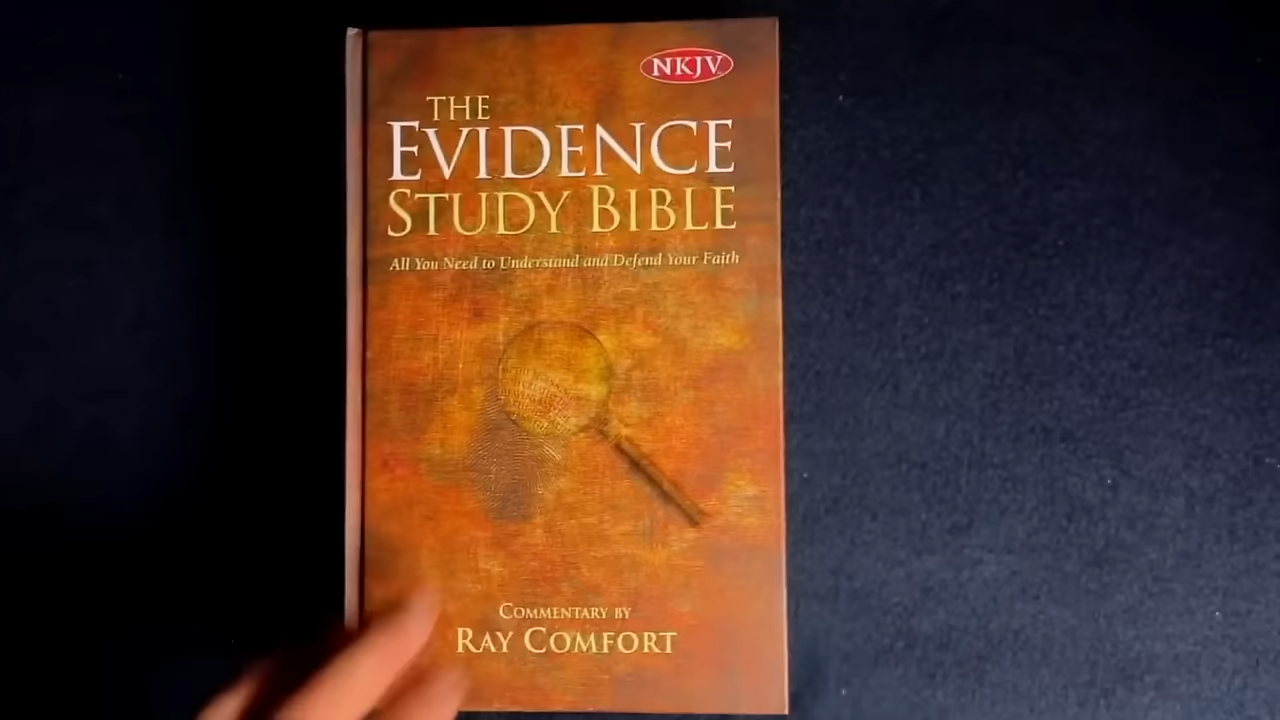 NKJV
THE
EVIDENCE
STUDY BIBLE
All You Need to Understand and Defend Your Faith
COMMENTARY BY
RAY COMFORT